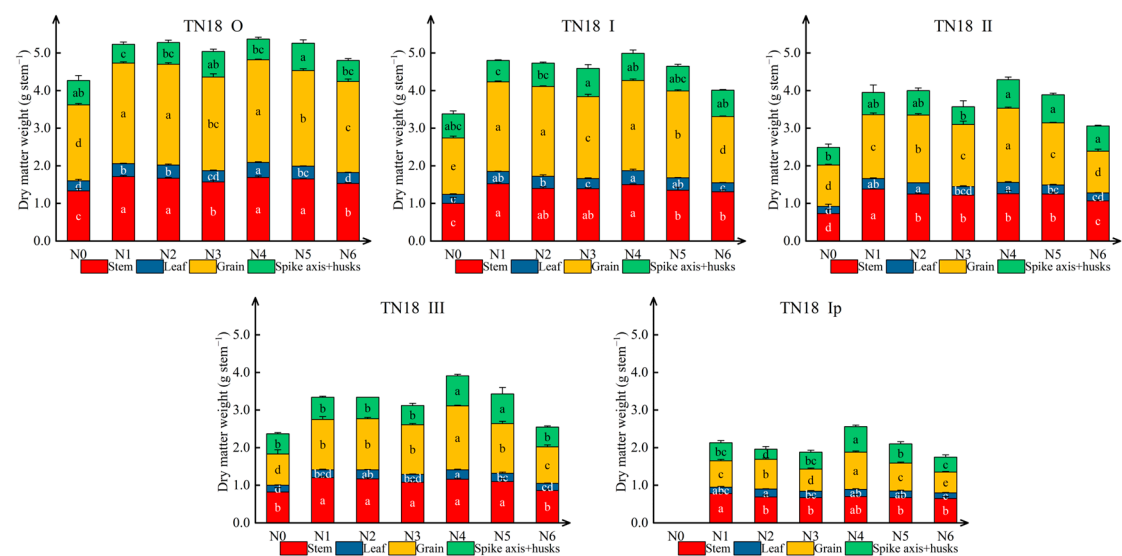 TN18 O
Dry matter weight (g stem⁻¹)
5.0
4.0
3.0
2.0
1.0
0.0
ab c bc ab bc a bc
d a a bc a b c
d b b cd a bc d
c a a b a a b
N0 N1 N2 N3 N4 N5 N6
Stem Leaf Grain Spike axis+husks
TN18 I
Dry matter weight (g stem⁻¹)
5.0
4.0
3.0
2.0
1.0
0.0
abc c bc ab ab abc ab
e a a c a b d
c ab b c a ab c
c a ab ab a b b
N0 N1 N2 N3 N4 N5 N6
Stem Leaf Grain Spike axis+husks
TN18 II
Dry matter weight (g stem⁻¹)
5.0
4.0
3.0
2.0
1.0
0.0
b ab ab b a a a
d c b c a c d
d ab a bcd a bc cd
d a b b b b c
N0 N1 N2 N3 N4 N5 N6
Stem Leaf Grain Spike axis+husks
TN18 III
Dry matter weight (g stem⁻¹)
5.0
4.0
3.0
2.0
1.0
0.0
b b b b a a b
d b b b a b c
d bcd ab bc a bc cd
b a a a a a b
N0 N1 N2 N3 N4 N5 N6
Stem Leaf Grain Spike axis+husks
TN18 Ip
Dry matter weight (g stem⁻¹)
5.0
4.0
3.0
2.0
1.0
0.0
bc d bc a b c
c b d a c e
abc a bc ab ab c
a b b ab b b
N0 N1 N2 N3 N4 N5 N6
Stem Leaf Grain Spike axis+husks